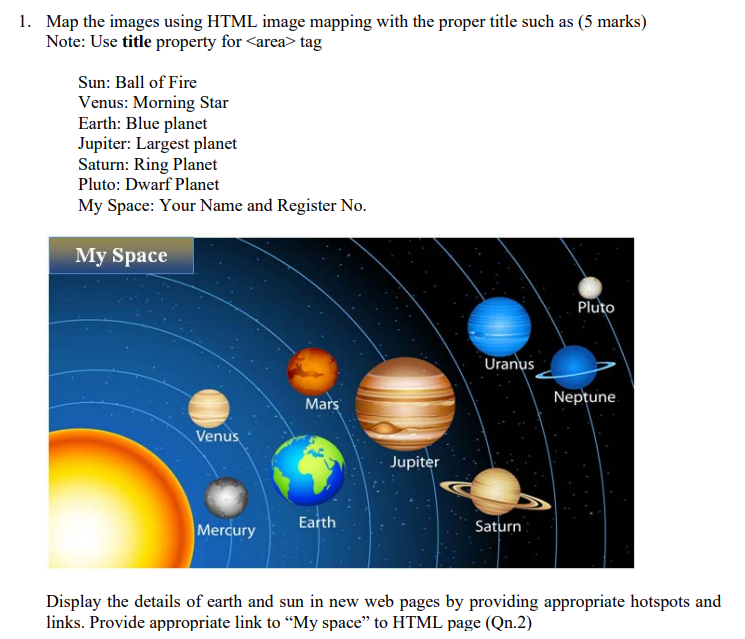 1. Map the images using HTML image mapping with the proper title such as (5 marks)
Note: Use title property for <area> tag
Sun: Ball of Fire
Venus: Morning Star
Earth: Blue planet
Jupiter: Largest planet
Saturn: Ring Planet
Pluto: Dwarf Planet
My Space: Your Name and Register No.
My Space
Pluto
Uranus
Neptune
Mars
Venus
Jupiter
Earth
Saturn
Mercury
Display the details of earth and sun in new web pages by providing appropriate hotspots and
links. Provide appropriate link to “My space” to HTML page (Qn.2)